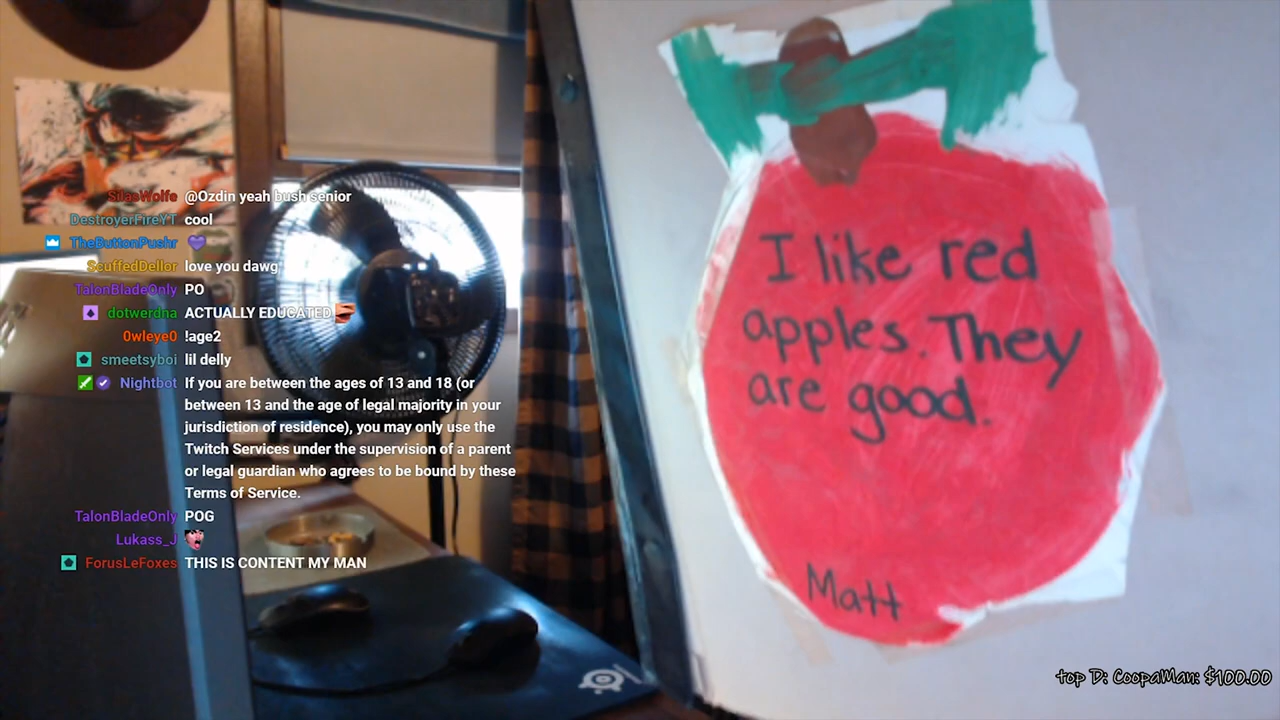 SilasWolfe @Ozdin yeah bush senior
DestroyerFireYT cool
TheButtonPushr
ScuffedDellor love you dawg
TalonBladeOnly PO
dotwerdna ACTUALLY EDUCATED
0wleye0 !age2
smeetsyboi lil delly
Nightbot If you are between the ages of 13 and 18 (or
between 13 and the age of legal majority in your
jurisdiction of residence), you may only use the
Twitch Services under the supervision of a parent
or legal guardian who agrees to be bound by these
Terms of Service.
TalonBladeOnly POG
Lukass_J
ForusLeFoxes THIS IS CONTENT MY MAN
I like red
apples. They
are good.
Matt
top D: CoopaMan: $100.00